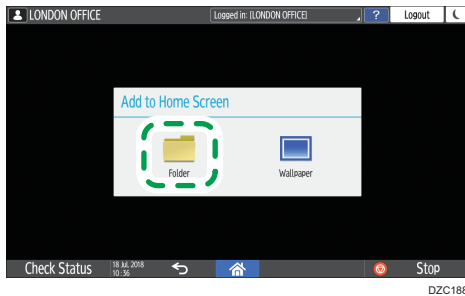 LONDON OFFICE Logged in: [LONDON OFFICE] ? Logout
Add to Home Screen
Folder Wallpaper
Check Status 18 Jul. 2018 10:36 Stop
DZC188